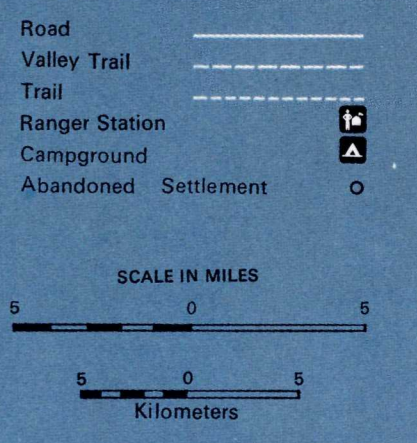 Road
Valley Trail
Trail
Ranger Station
Campground
Abandoned Settlement
SCALE IN MILES
5 0 5
5 0 5
Kilometers